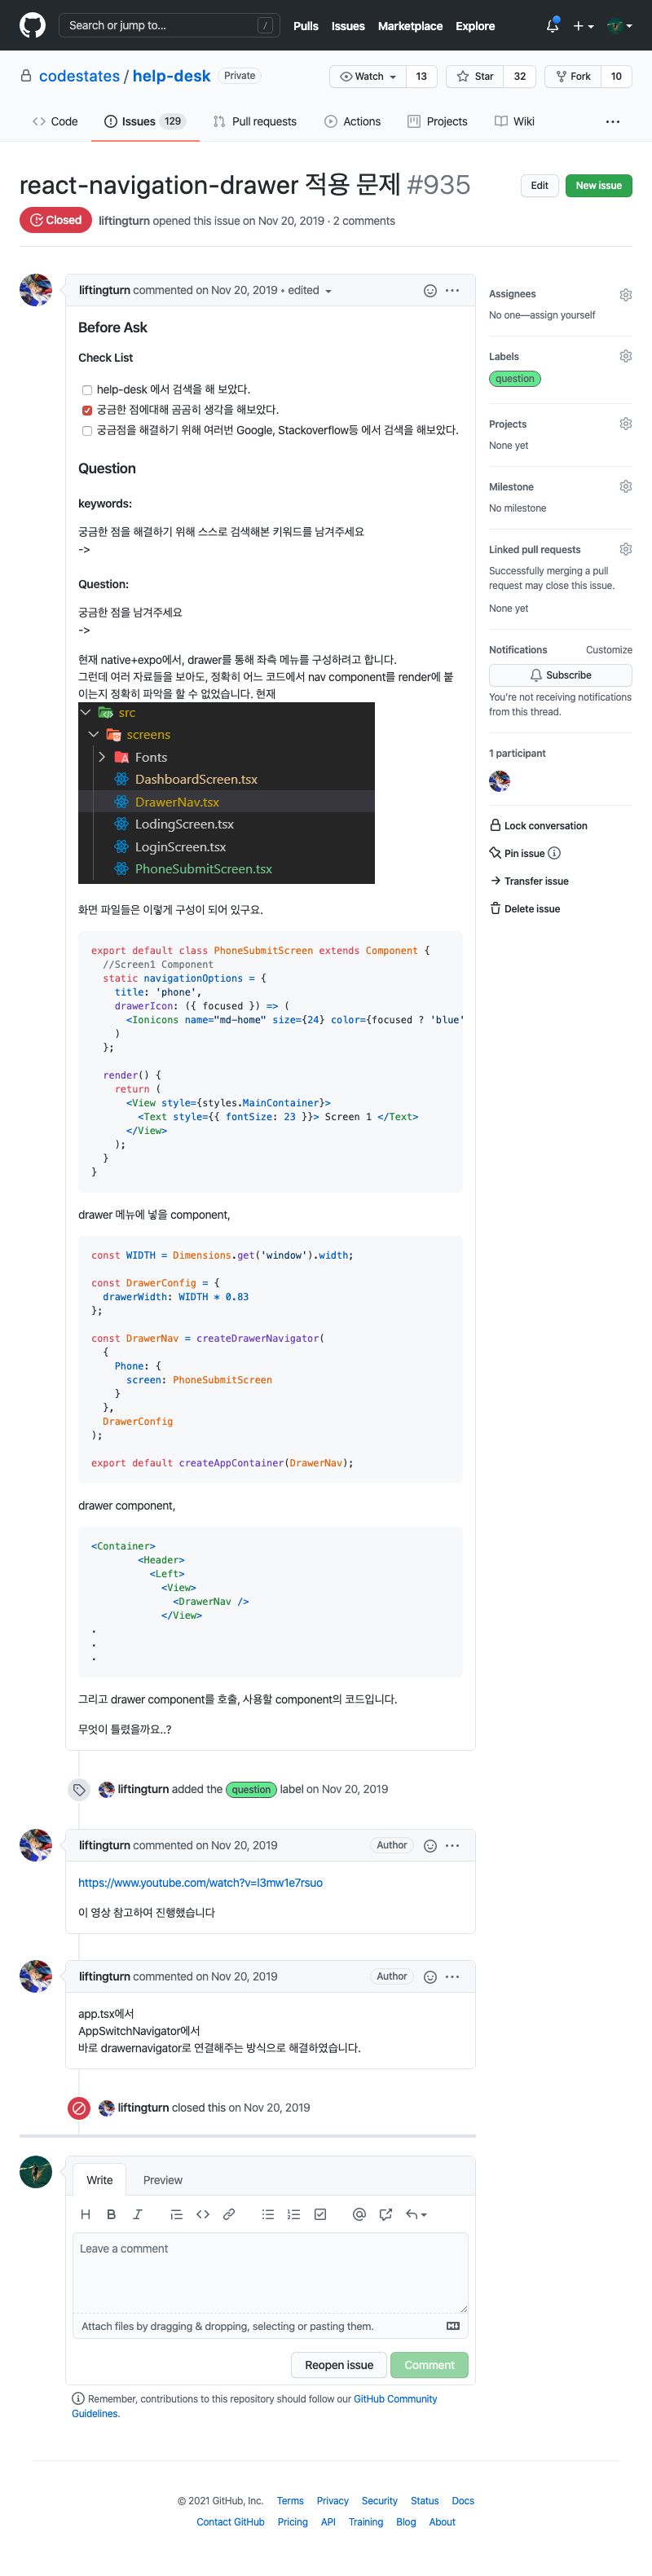 Search or jump to...
/
Pulls Issues Marketplace Explore
codestates / help-desk Private
Watch 13 Star 32 Fork 10
Code Issues 129 Pull requests Actions Projects Wiki
react-navigation-drawer 적용 문제 #935
Edit New issue
Closed liftingturn opened this issue on Nov 20, 2019 · 2 comments
liftingturn commented on Nov 20, 2019 • edited
Before Ask
Check List
help-desk 에서 검색을 해 보았다.
궁금한 점에대해 곰곰히 생각을 해보았다.
궁금점을 해결하기 위해 여러번 Google, Stackoverflow등 에서 검색을 해보았다.
Question
keywords:
궁금한 점을 해결하기 위해 스스로 검색해본 키워드를 남겨주세요
->
Question:
궁금한 점을 남겨주세요
->
현재 native+expo에서, drawer를 통해 좌측 메뉴를 구성하려고 합니다.
그런데 여러 자료들을 보아도, 정확히 어느 코드에서 nav component를 render에 붙
이는지 정확히 파악을 할 수 없었습니다. 현재
src
screens
Fonts
DashboardScreen.tsx
DrawerNav.tsx
LodingScreen.tsx
LoginScreen.tsx
PhoneSubmitScreen.tsx
화면 파일들은 이렇게 구성이 되어 있구요.
export default class PhoneSubmitScreen extends Component {
//Screen1 Component
static navigationOptions = {
title: 'phone',
drawerIcon: ({ focused }) => (
<Ionicons name="md-home" size={24} color={focused ? 'blue'
)
};
render() {
return (
<View style={styles.MainContainer}>
<Text style={{ fontSize: 23 }}> Screen 1 </Text>
</View>
);
}
}
drawer 메뉴에 넣을 component,
const WIDTH = Dimensions.get('window').width;
const DrawerConfig = {
drawerWidth: WIDTH * 0.83
};
const DrawerNav = createDrawerNavigator(
{
Phone: {
screen: PhoneSubmitScreen
}
},
DrawerConfig
);
export default createAppContainer(DrawerNav);
drawer component,
<Container>
<Header>
<Left>
<View>
<DrawerNav />
</View>
.
.
.
그리고 drawer component를 호출, 사용할 component의 코드입니다.
무엇이 틀렸을까요..?
Assignees
No one—assign yourself
Labels
question
Projects
None yet
Milestone
No milestone
Linked pull requests
Successfully merging a pull
request may close this issue.
None yet
Notifications Customize
Subscribe
You're not receiving notifications
from this thread.
1 participant
Lock conversation
Pin issue
Transfer issue
Delete issue
liftingturn added the question label on Nov 20, 2019
liftingturn commented on Nov 20, 2019 Author
https://www.youtube.com/watch?v=l3mw1e7rsuo
이 영상 참고하여 진행했습니다
liftingturn commented on Nov 20, 2019 Author
app.tsx에서
AppSwitchNavigator에서
바로 drawernavigator로 연결해주는 방식으로 해결하였습니다.
liftingturn closed this on Nov 20, 2019
Write Preview
Leave a comment
Attach files by dragging & dropping, selecting or pasting them.
Reopen issue Comment
Remember, contributions to this repository should follow our GitHub Community
Guidelines.
© 2021 GitHub, Inc. Terms Privacy Security Status Docs
Contact GitHub Pricing API Training Blog About